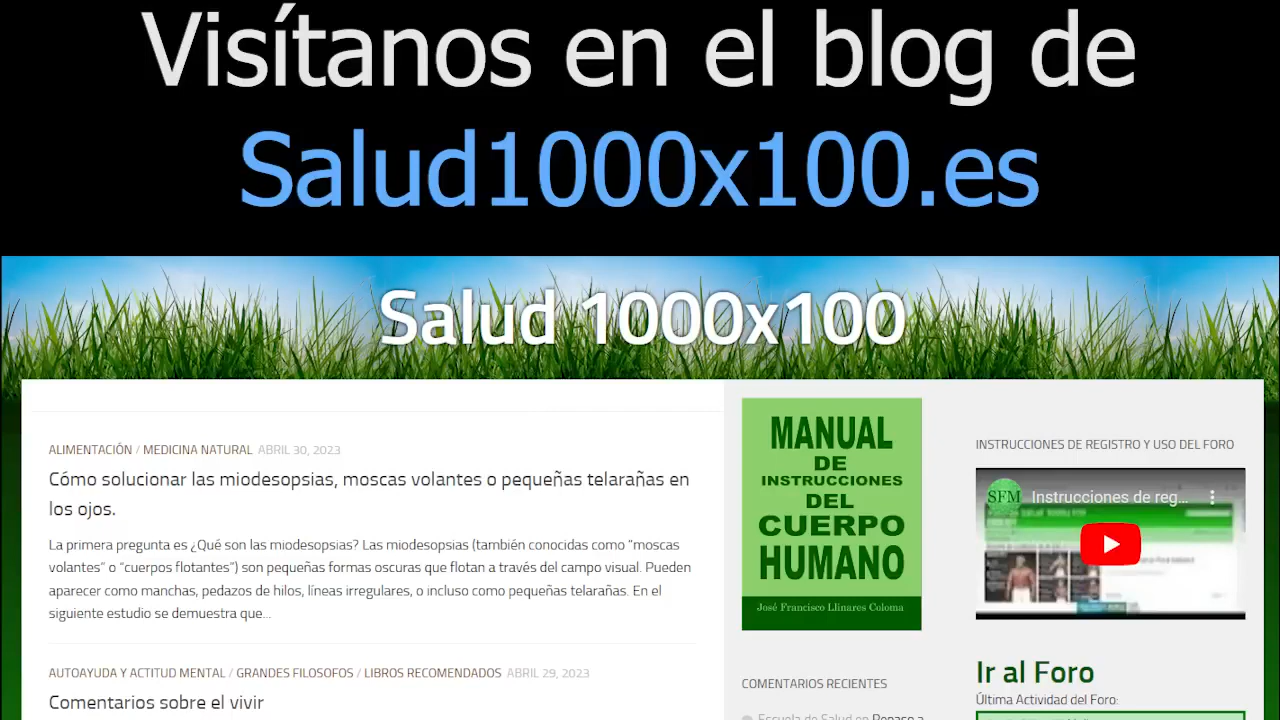 Visítanos en el blog de
Salud1000x100.es
Salud 1000x100
ALIMENTACIÓN / MEDICINA NATURAL ABRIL 30, 2023
Cómo solucionar las miodesopsias, moscas volantes o pequeñas telarañas en
los ojos.
La primera pregunta es ¿Qué son las miodesopsias? Las miodesopsias (también conocidas como “moscas
volantes” o “cuerpos flotantes”) son pequeñas formas oscuras que flotan a través del campo visual. Pueden
aparecer como manchas, pedazos de hilos, líneas irregulares, o incluso como pequeñas telarañas. En el
siguiente estudio se demuestra que...
AUTOAYUDA Y ACTITUD MENTAL / GRANDES FILOSOFOS / LIBROS RECOMENDADOS ABRIL 29, 2023
Comentarios sobre el vivir
MANUAL
DE
INSTRUCCIONES
DEL
CUERPO
HUMANO
José Francisco Llinares Coloma
COMENTARIOS RECIENTES
Escuela de Salud en Repaso a
INSTRUCCIONES DE REGISTRO Y USO DEL FORO
SFM
Instrucciones de reg...
Ir al Foro
Última Actividad del Foro: